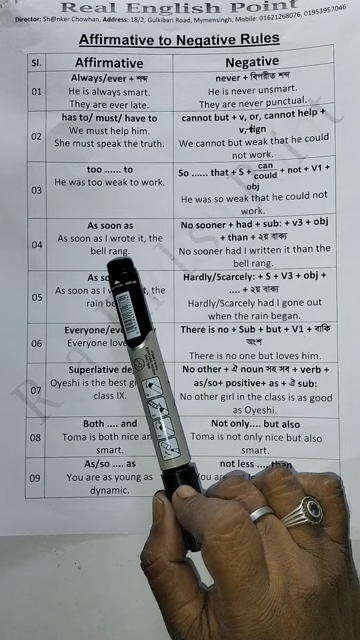 Real English Point
Director: Sh@nker Chowhan, Address: 18/2, Gulkibari Road, Mymensingh, Mobile: 01621268076, 01953957046
Affirmative to Negative Rules
Sl. Affirmative Negative
01 Always/ever + শব্দ never + বিপরীত শব্দ
He is always smart. He is never unsmart.
They are ever late. They are never punctual.
02 has to/ must/ have to cannot but + v, or, cannot help +
We must help him. v+ign
She must speak the truth. We cannot but weak that he could
not work.
03 too ...... to So ...... that + S + can/could + not + V1 +
He was too weak to work. obj
He was so weak that he could not
work.
04 As soon as No sooner + had + sub: + v3 + obj
As soon as I wrote it, the + than + ২য় বাক্য
bell rang. No sooner had I written it than the
bell rang.
05 As Hardly/Scarcely: + S + V3 + obj +
As soon as I the .... + ২য় বাক্য
rain Hardly/Scarcely had I gone out
when the rain began.
06 Everyone/ There is no + Sub + but + V1 + বাকি
Everyone অংশ
There is no one but loves him.
07 Superlative No other + ঐ noun সহ সব + verb +
Oyeshi is the best as/so+ positive+ as + ঐ sub:
class IX. No other girl in the class is as good
as Oyeshi.
08 Both .... and Not only.... but also
Toma is both nice Toma is not only nice but also
smart. smart.
09 As/so .... as not less .... than
You are as young as
dynamic.